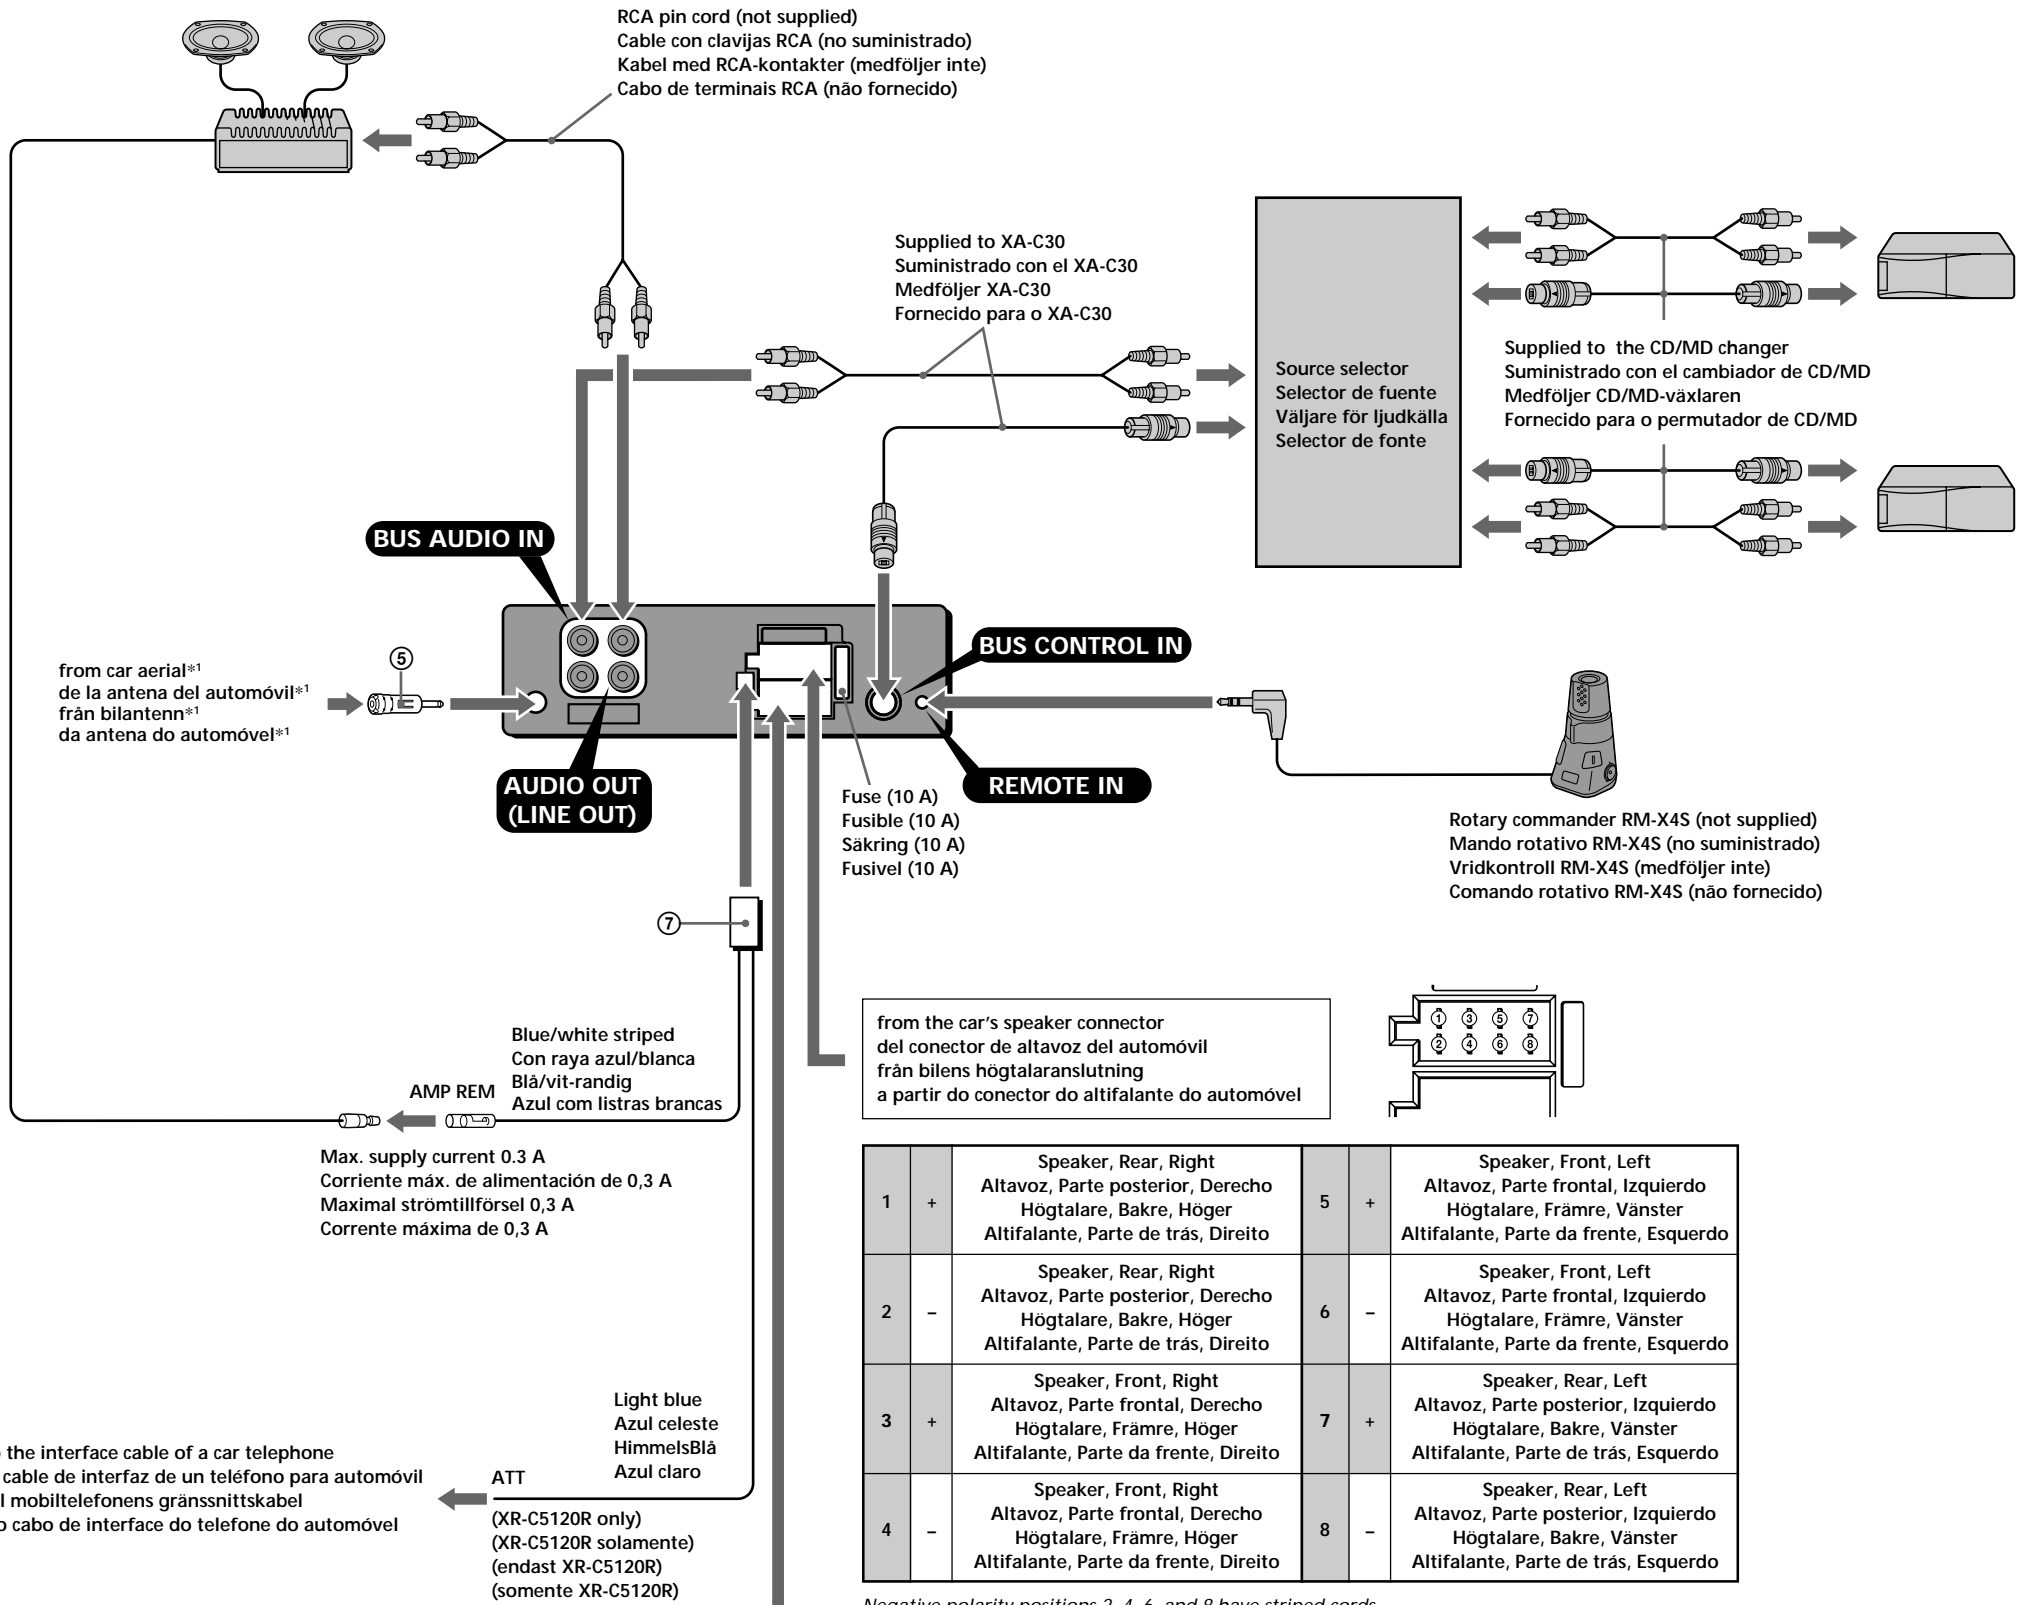 RCA pin cord (not supplied)
Cable con clavijas RCA (no suministrado)
Kabel med RCA-kontakter (medföljer inte)
Cabo de terminais RCA (não fornecido)
Supplied to XA-C30
Suministrado con el XA-C30
Medföljer XA-C30
Fornecido para o XA-C30
Source selector
Selector de fuente
Väljare för ljudkälla
Selector de fonte
Supplied to the CD/MD changer
Suministrado con el cambiador de CD/MD
Medföljer CD/MD-växlaren
Fornecido para o permutador de CD/MD
BUS AUDIO IN
BUS CONTROL IN
from car aerial*1
de la antena del automóvil*1
från bilantenn*1
da antena do automóvel*1
⑤
AUDIO OUT
(LINE OUT)
REMOTE IN
Fuse (10 A)
Fusible (10 A)
Säkring (10 A)
Fusivel (10 A)
Rotary commander RM-X4S (not supplied)
Mando rotativo RM-X4S (no suministrado)
Vridkontroll RM-X4S (medföljer inte)
Comando rotativo RM-X4S (não fornecido)
⑦
from the car's speaker connector
del conector de altavoz del automóvil
från bilens högtalaranslutning
a partir do conector do altifalante do automóvel
① ③ ⑤ ⑦
② ④ ⑥ ⑧
Blue/white striped
Con raya azul/blanca
Blå/vit-randig
Azul com listras brancas
AMP REM
Max. supply current 0.3 A
Corriente máx. de alimentación de 0,3 A
Maximal strömtillförsel 0,3 A
Corrente máxima de 0,3 A
1 +
Speaker, Rear, Right
Altavoz, Parte posterior, Derecho
Högtalare, Bakre, Höger
Altifalante, Parte de trás, Direito
5 +
Speaker, Front, Left
Altavoz, Parte frontal, Izquierdo
Högtalare, Främre, Vänster
Altifalante, Parte da frente, Esquerdo
2 –
Speaker, Rear, Right
Altavoz, Parte posterior, Derecho
Högtalare, Bakre, Höger
Altifalante, Parte de trás, Direito
6 –
Speaker, Front, Left
Altavoz, Parte frontal, Izquierdo
Högtalare, Främre, Vänster
Altifalante, Parte da frente, Esquerdo
3 +
Speaker, Front, Right
Altavoz, Parte frontal, Derecho
Högtalare, Främre, Höger
Altifalante, Parte da frente, Direito
7 +
Speaker, Rear, Left
Altavoz, Parte posterior, Izquierdo
Högtalare, Bakre, Vänster
Altifalante, Parte de trás, Esquerdo
4 –
Speaker, Front, Right
Altavoz, Parte frontal, Derecho
Högtalare, Främre, Höger
Altifalante, Parte da frente, Direito
8 –
Speaker, Rear, Left
Altavoz, Parte posterior, Izquierdo
Högtalare, Bakre, Vänster
Altifalante, Parte de trás, Esquerdo
Light blue
Azul celeste
HimmelsBlå
Azul claro
the interface cable of a car telephone
cable de interfaz de un teléfono para automóvil
mobiltelefonens gränssnittskabel
cabo de interface do telefone do automóvel
ATT
(XR-C5120R only)
(XR-C5120R solamente)
(endast XR-C5120R)
(somente XR-C5120R)
Negative polarity positions 2, 4, 6, and 8 have striped cords